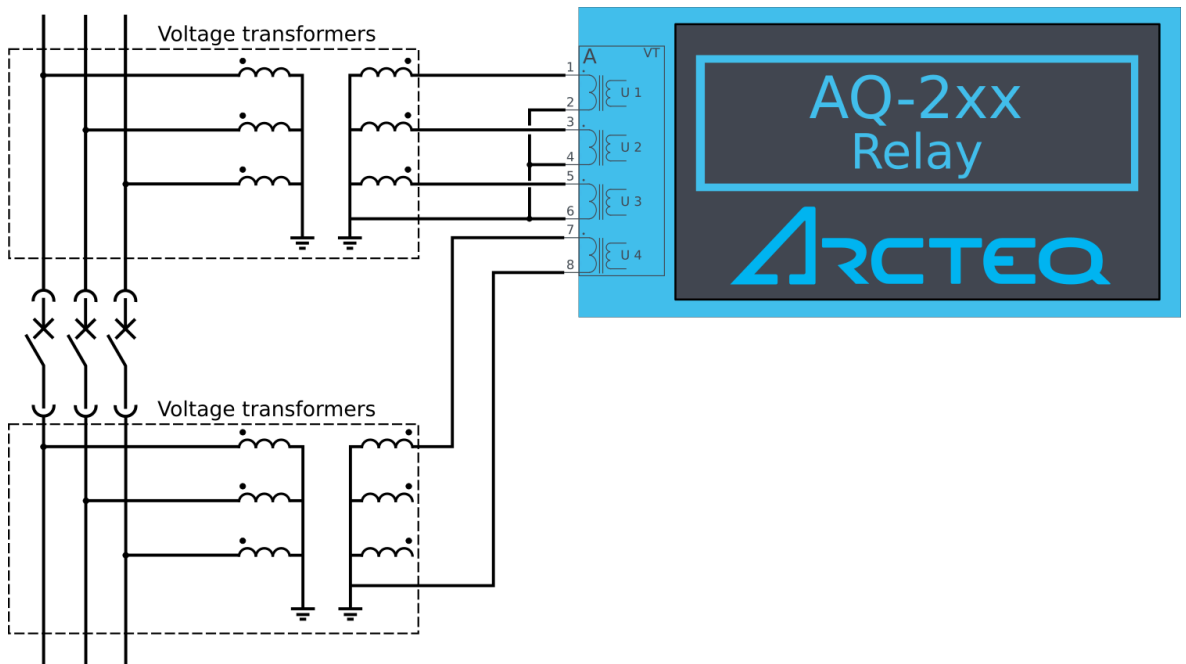 Voltage transformers
A
VT
1
2
U 1
3
4
U 2
5
6
U 3
7
8
U 4
AQ-2xx
Relay
ARCTEQ
Voltage transformers